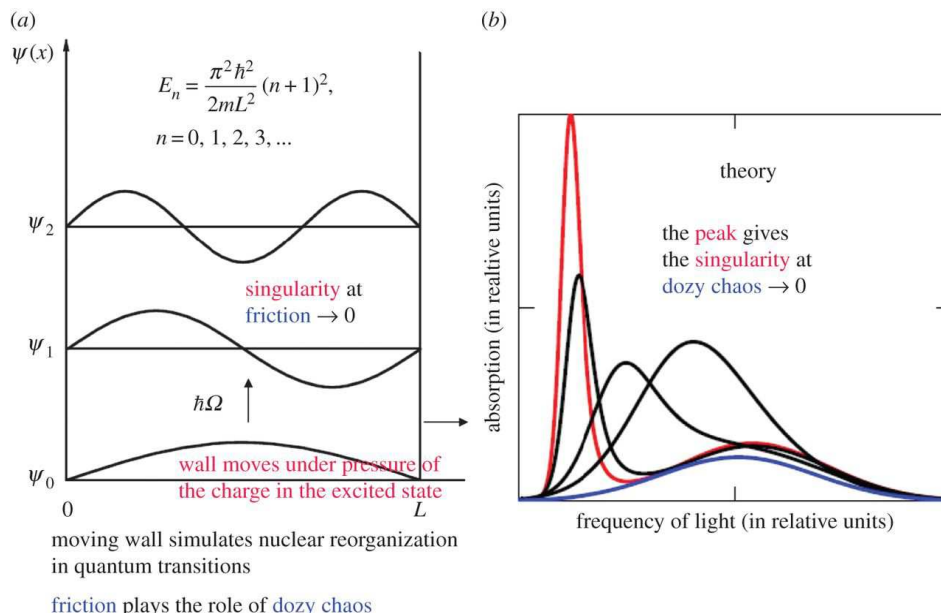 (a)
ψ(x)
E_n = π²ħ² / 2mL² (n + 1)²,
n = 0, 1, 2, 3, ...
ψ₂
singularity at
friction → 0
ψ₁
ħΩ
wall moves under pressure of
the charge in the excited state
ψ₀
0
L
moving wall simulates nuclear reorganization
in quantum transitions
friction plays the role of dozy chaos
(b)
theory
the peak gives
the singularity at
dozy chaos → 0
absorption (in realtive units)
frequency of light (in relative units)